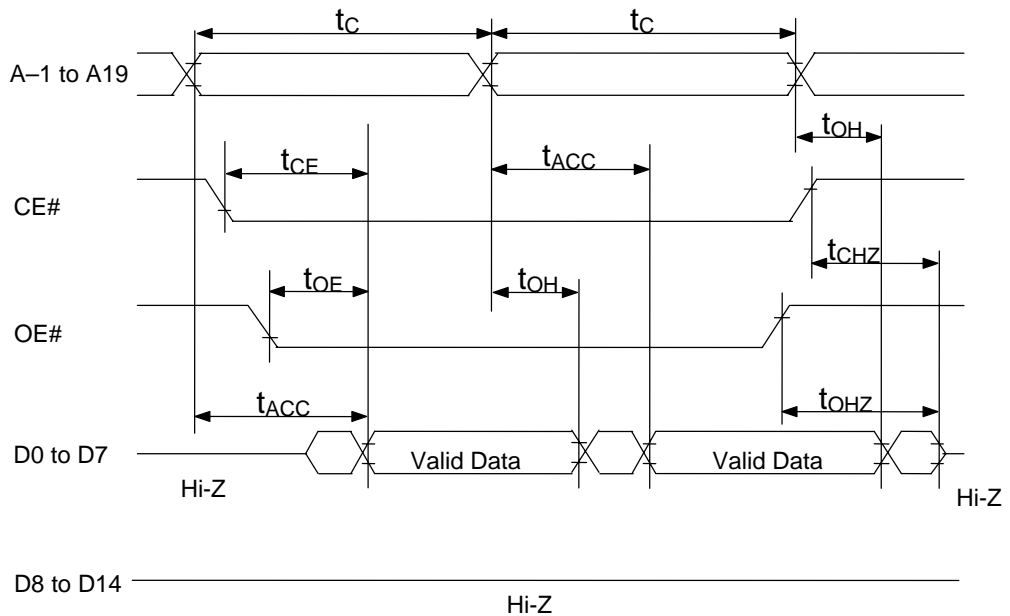 tC tC
A–1 to A19
tOH
tCE tACC
CE#
tCHZ
tOE tOH
OE#
tACC tOHZ
D0 to D7 Valid Data Valid Data
Hi-Z Hi-Z
D8 to D14
Hi-Z